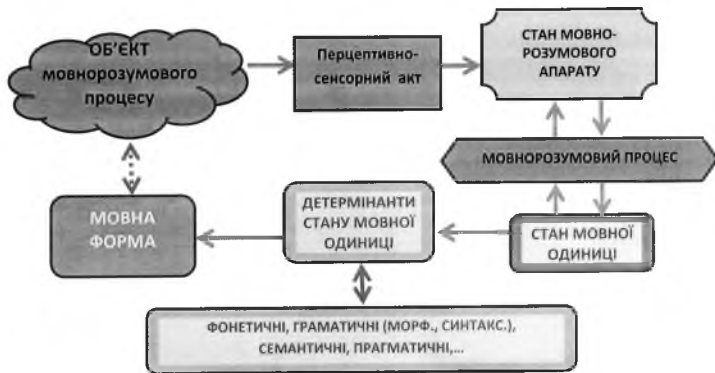 ОБ'ЄКТ
мовнорозумового
процесу
Перцептивно-
сенсорний акт
СТАН МОВНО-
РОЗУМОВОГО
АПАРАТУ
МОВНОРОЗУМОВИЙ ПРОЦЕС
МОВНА
ФОРМА
ДЕТЕРМІНАНТИ
СТАНУ МОВНОЇ
ОДИНИЦІ
СТАН МОВНОЇ
ОДИНИЦІ
ФОНЕТИЧНІ, ГРАМАТИЧНІ (МОРФ., СИНТАКС.),
СЕМАНТИЧНІ, ПРАГМАТИЧНІ,...